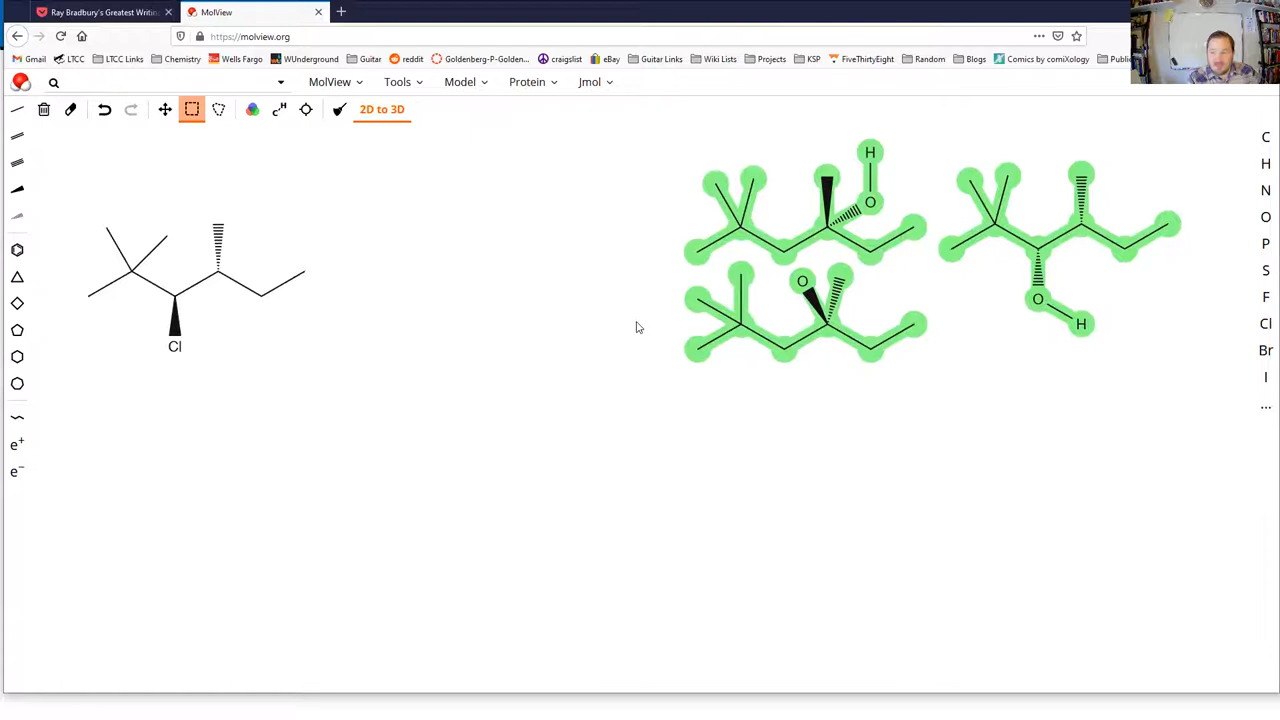 Ray Bradbury's Greatest Writin
MolView
https://molview.org
Gmail
LTCC
LTCC Links
Chemistry
Wells Fargo
WUnderground
Guitar
reddit
Goldenberg-P-Golden...
craigslist
eBay
Guitar Links
Wiki Lists
Projects
KSP
FiveThirtyEight
Random
Blogs
Comics by comiXology
MolView
Tools
Model
Protein
Jmol
2D to 3D
C
H
N
O
P
S
F
Cl
Br
I
...
e+
e-
Cl
H
O
O
O
H